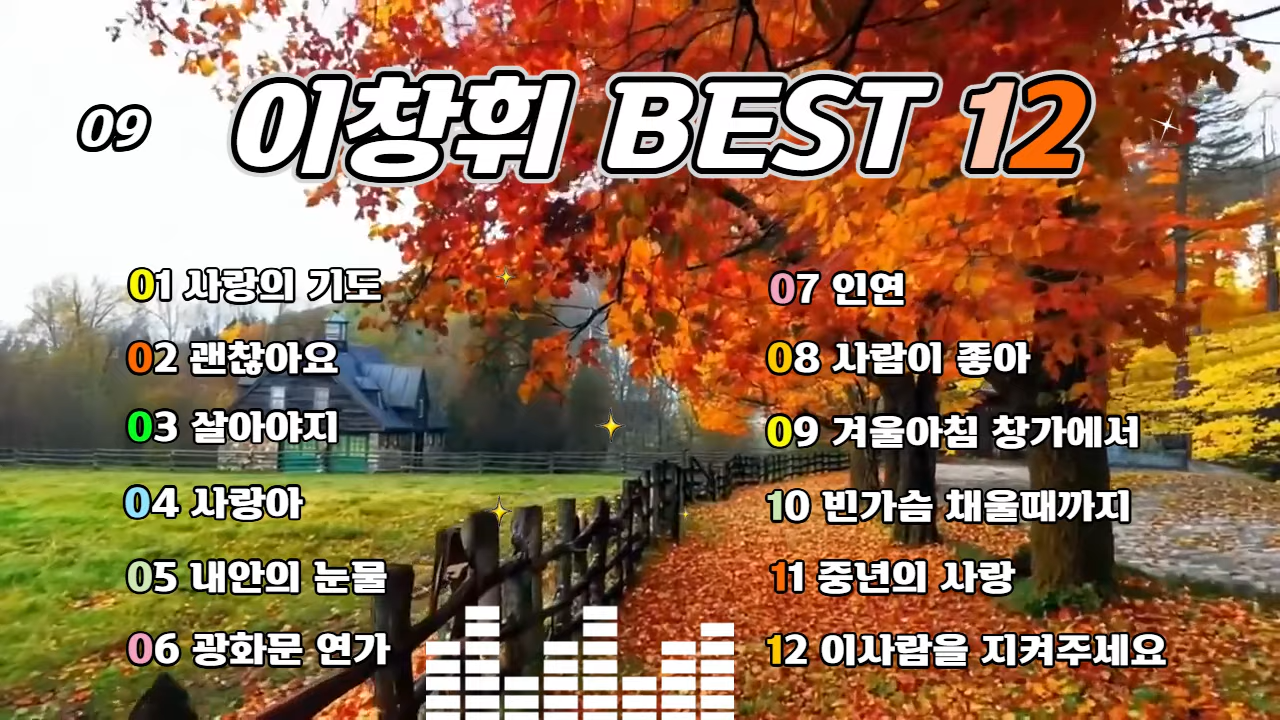 09
이창휘 BEST 12
01 사랑의 기도
02 괜찮아요
03 살아야지
04 사랑아
05 내안의 눈물
06 광화문 연가
07 인연
08 사람이 좋아
09 겨울아침 창가에서
10 빈가슴 채울때까지
11 중년의 사랑
12 이사람을 지켜주세요